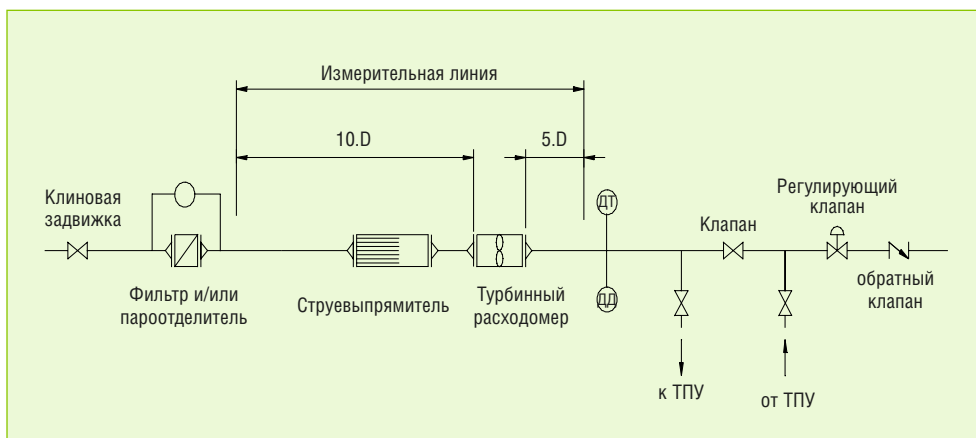 Измерительная линия
10.D
5.D
Клиновая
задвижка
ДТ
Регулирующий
клапан
Клапан
ДД
обратный
клапан
Фильтр и/или
пароотделитель
Струевыпрямитель
Турбинный
расходомер
к ТПУ
от ТПУ